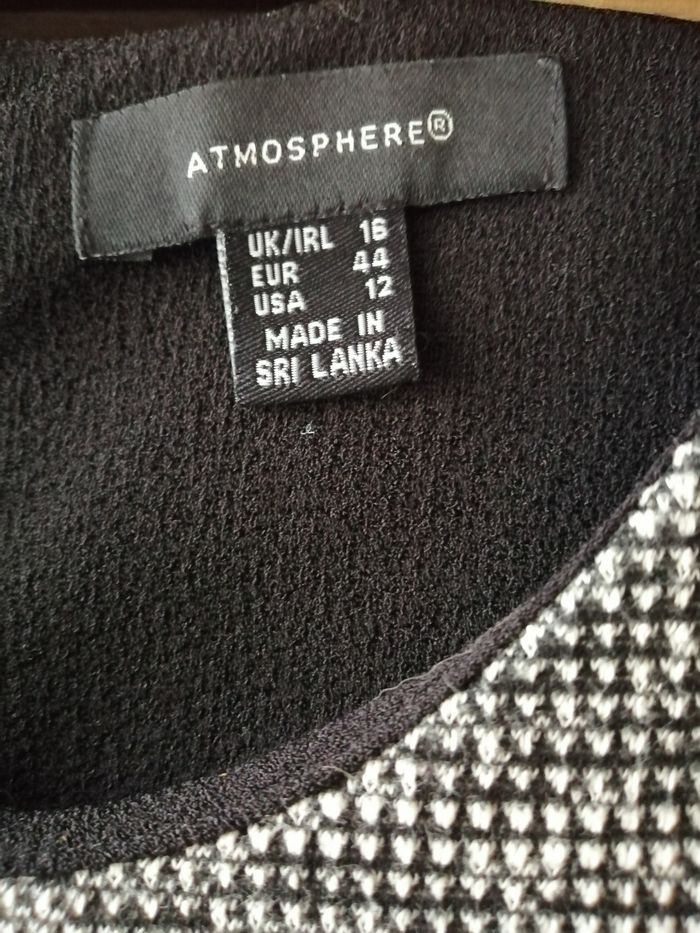 ATMOSPHERE®
UK/IRL 16
EUR 44
USA 12
MADE IN
SRI LANKA